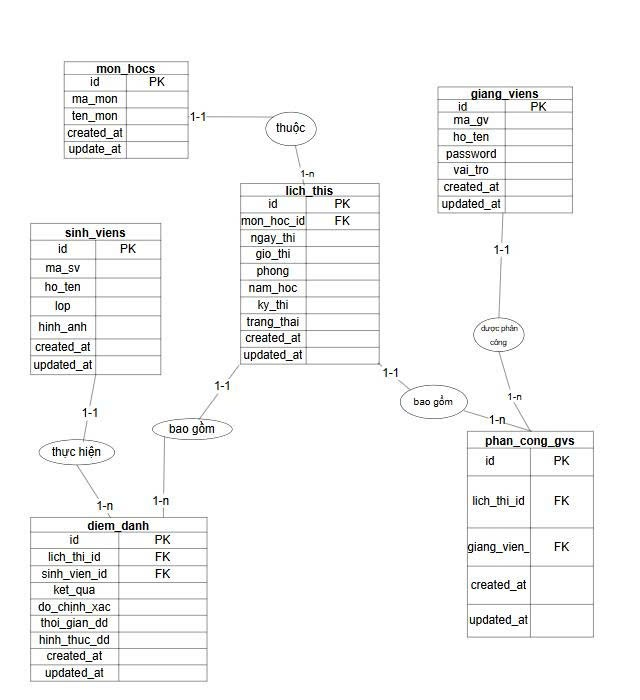 mon_hocs
id PK
ma_mon
ten_mon
created_at
update_at
1-1
thuộc
1-n
giang_viens
id PK
ma_gv
ho_ten
password
vai_tro
created_at
updated_at
1-1
được phân
công
1-n
lich_this
id PK
mon_hoc_id FK
ngay_thi
gio_thi
phong
nam_hoc
ky_thi
trang_thai
created_at
updated_at
sinh_viens
id PK
ma_sv
ho_ten
lop
hinh_anh
created_at
updated_at
1-1
thực hiện
1-n
1-1
bao gồm
1-n
1-1
bao gồm
1-n
phan_cong_gvs
id PK
lich_thi_id FK
giang_vien_ FK
created_at
updated_at
diem_danh
id PK
lich_thi_id FK
sinh_vien_id FK
ket_qua
do_chinh_xac
thoi_gian_dd
hinh_thuc_dd
created_at
updated_at